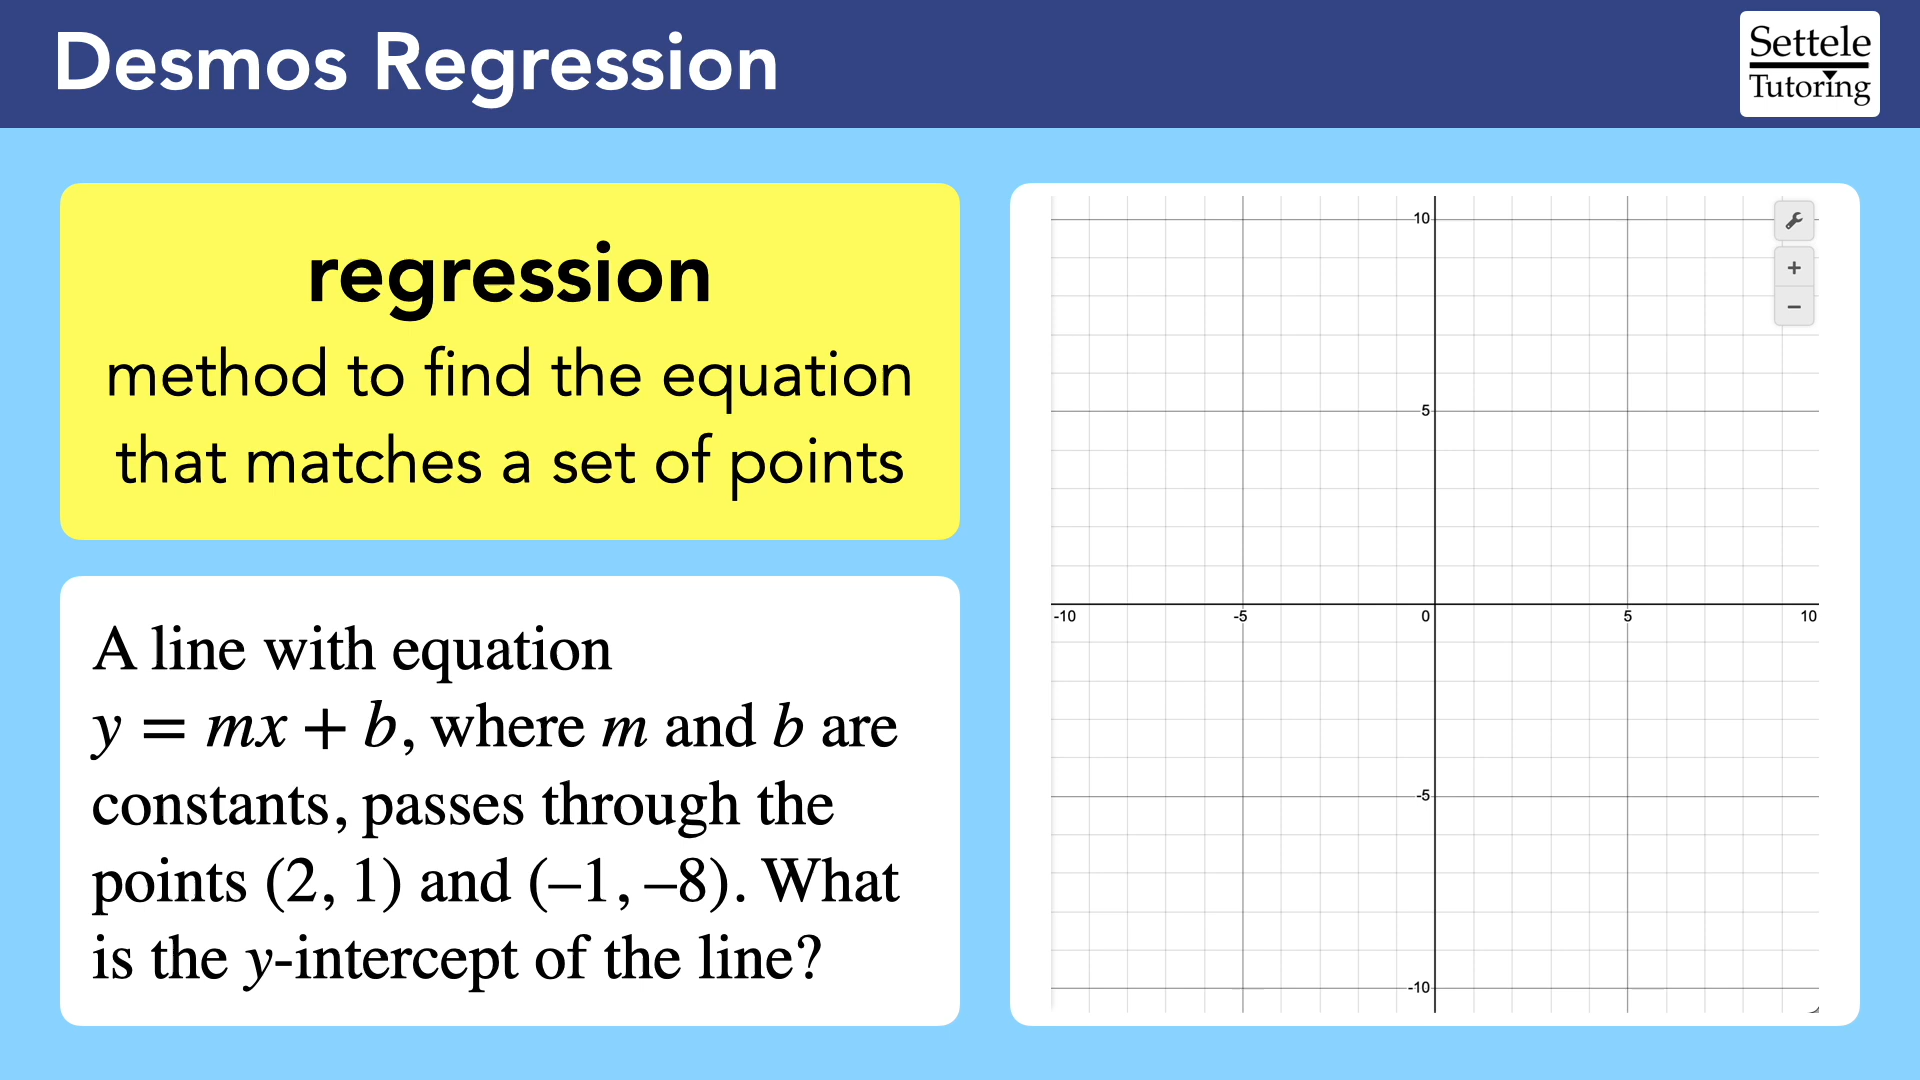 Desmos Regression
Settele
Tutoring
regression
method to find the equation
that matches a set of points
A line with equation
y = mx + b, where m and b are
constants, passes through the
points (2, 1) and (–1, –8). What
is the y-intercept of the line?
10
+
−
5
-10
-5
0
5
10
-5
-10